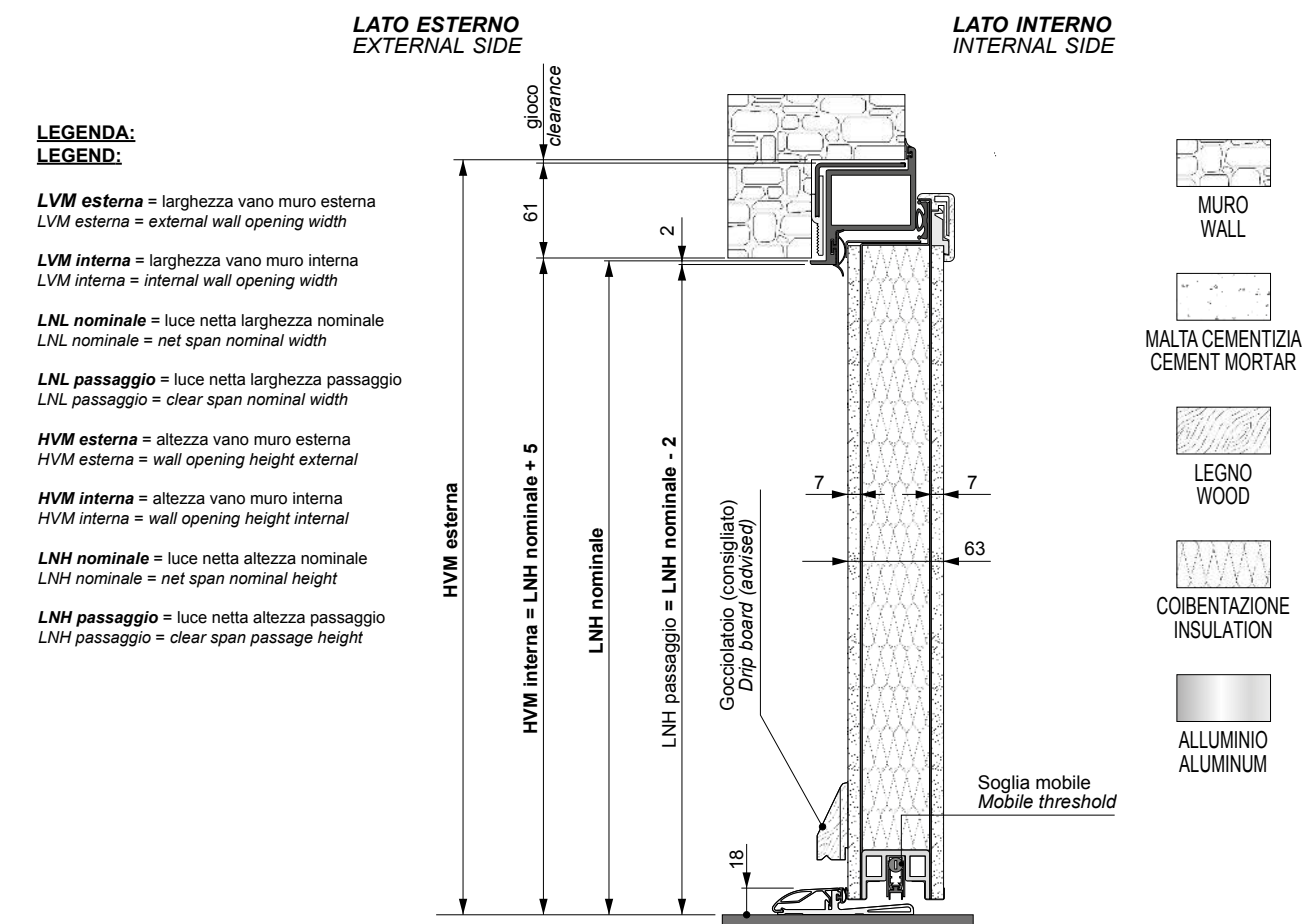 LATO ESTERNO
EXTERNAL SIDE
LATO INTERNO
INTERNAL SIDE
LEGENDA:
LEGEND:
LVM esterna = larghezza vano muro esterna
LVM esterna = external wall opening width
LVM interna = larghezza vano muro interna
LVM interna = internal wall opening width
LNL nominale = luce netta larghezza nominale
LNL nominale = net span nominal width
LNL passaggio = luce netta larghezza passaggio
LNL passaggio = clear span nominal width
HVM esterna = altezza vano muro esterna
HVM esterna = wall opening height external
HVM interna = altezza vano muro interna
HVM interna = wall opening height internal
LNH nominale = luce netta altezza nominale
LNH nominale = net span nominal height
LNH passaggio = luce netta altezza passaggio
LNH passaggio = clear span passage height
gioco
clearance
61
2
HVM esterna
HVM interna = LNH nominale + 5
LNH nominale
LNH passaggio = LNH nominale - 2
Gocciolatoio (consigliato)
Drip board (advised)
7
7
63
18
Soglia mobile
Mobile threshold
MURO
WALL
MALTA CEMENTIZIA
CEMENT MORTAR
LEGNO
WOOD
COIBENTAZIONE
INSULATION
ALLUMINIO
ALUMINUM